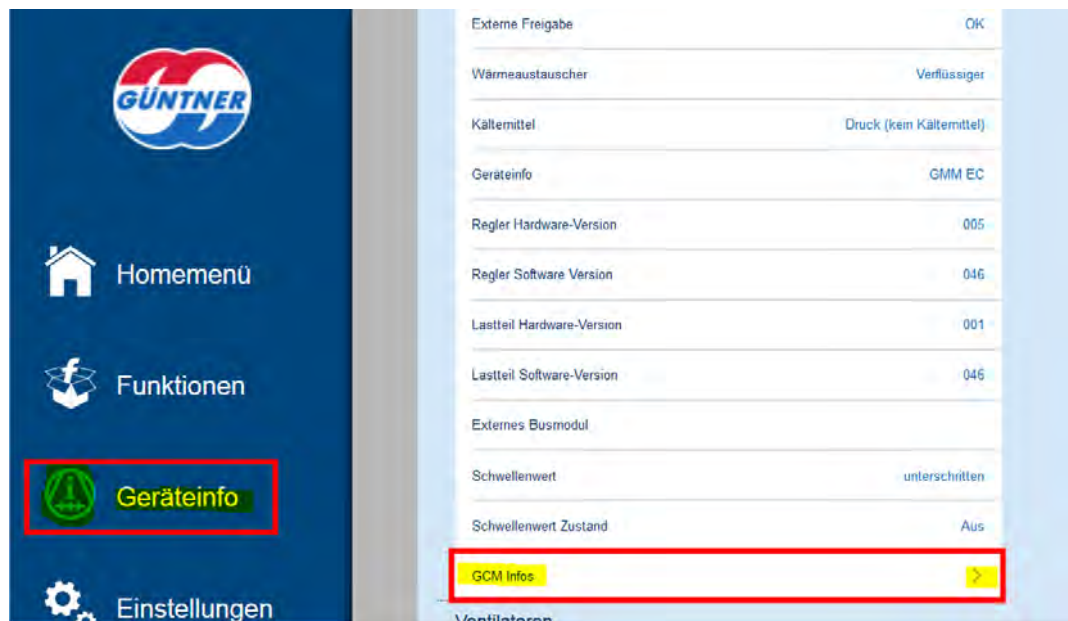 GÜNTNER
Homemenü
Funktionen
Geräteinfo
Einstellungen
Externe Freigabe OK
Wärmeaustauscher Verflüssiger
Kältemittel Druck (kein Kältemittel)
Geräteinfo GMM EC
Regler Hardware-Version 005
Regler Software Version 046
Lastteil Hardware-Version 001
Lastteil Software-Version 046
Externes Busmodul
Schwellenwert unterschritten
Schwellenwert Zustand Aus
GCM Infos >
Ventilatoren